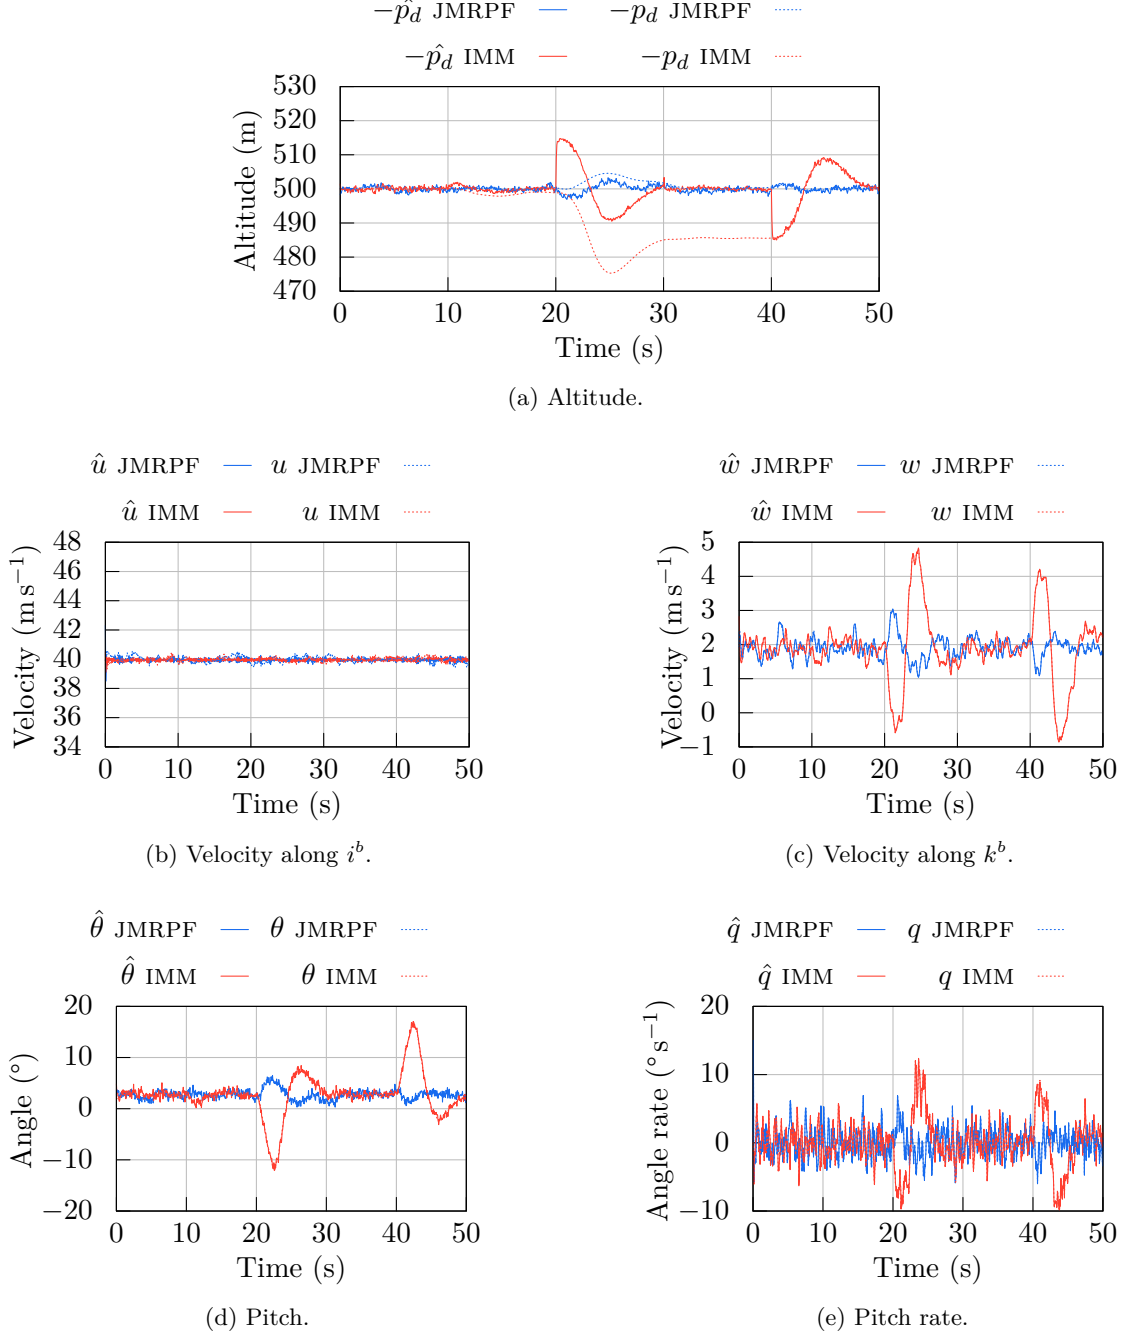 −p̂_d JMRPF −p_d JMRPF
−p̂_d IMM −p_d IMM
530
520
510
500
490
480
470
Altitude (m)
0 10 20 30 40 50
Time (s)
(a) Altitude.
û JMRPF u JMRPF
û IMM u IMM
48
46
44
42
40
38
36
34
Velocity (m s⁻¹)
0 10 20 30 40 50
Time (s)
(b) Velocity along i^b.
ŵ JMRPF w JMRPF
ŵ IMM w IMM
5
4
3
2
1
0
−1
Velocity (m s⁻¹)
0 10 20 30 40 50
Time (s)
(c) Velocity along k^b.
θ̂ JMRPF θ JMRPF
θ̂ IMM θ IMM
20
10
0
−10
−20
Angle (°)
0 10 20 30 40 50
Time (s)
(d) Pitch.
q̂ JMRPF q JMRPF
q̂ IMM q IMM
20
10
0
−10
Angle rate (° s⁻¹)
0 10 20 30 40 50
Time (s)
(e) Pitch rate.